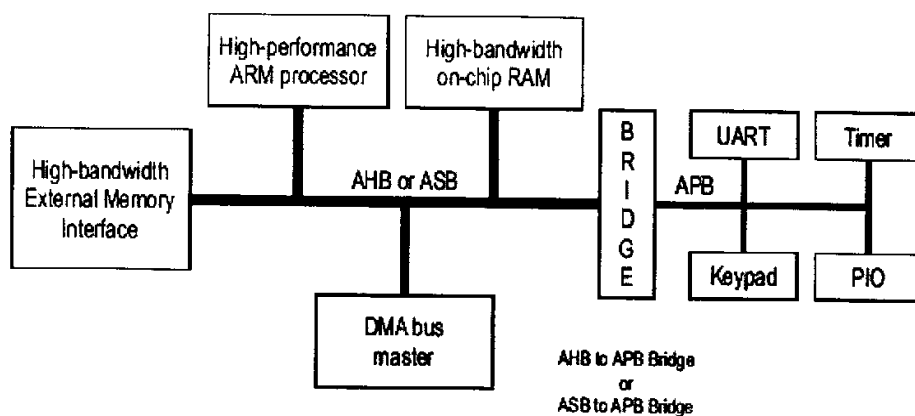 High-performance
ARM processor
High-bandwidth
on-chip RAM
High-bandwidth
External Memory
Interface
AHB or ASB
DMA bus
master
B
R
I
D
G
E
APB
UART
Timer
Keypad
PIO
AHB to APB Bridge
or
ASB to APB Bridge